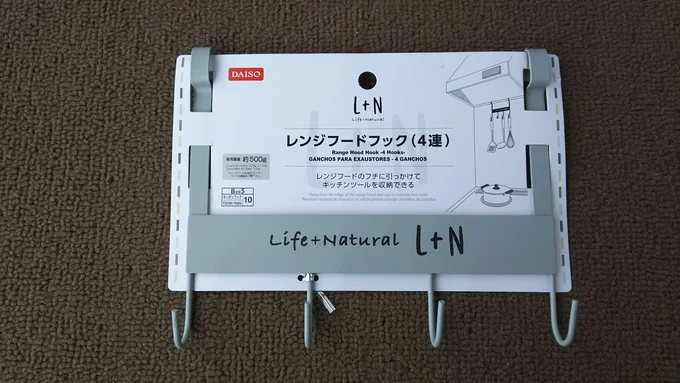 DAISO
L+N
Life+Natural
レンジフードフック（4連）
Range Hood Hook -4 Hooks-
GANCHOS PARA EXAUSTORES - 4 GANCHOS
約500g
レンジフードのフチに引っかけて
キッチンツールを収納できる
10
Life+Natural L+N